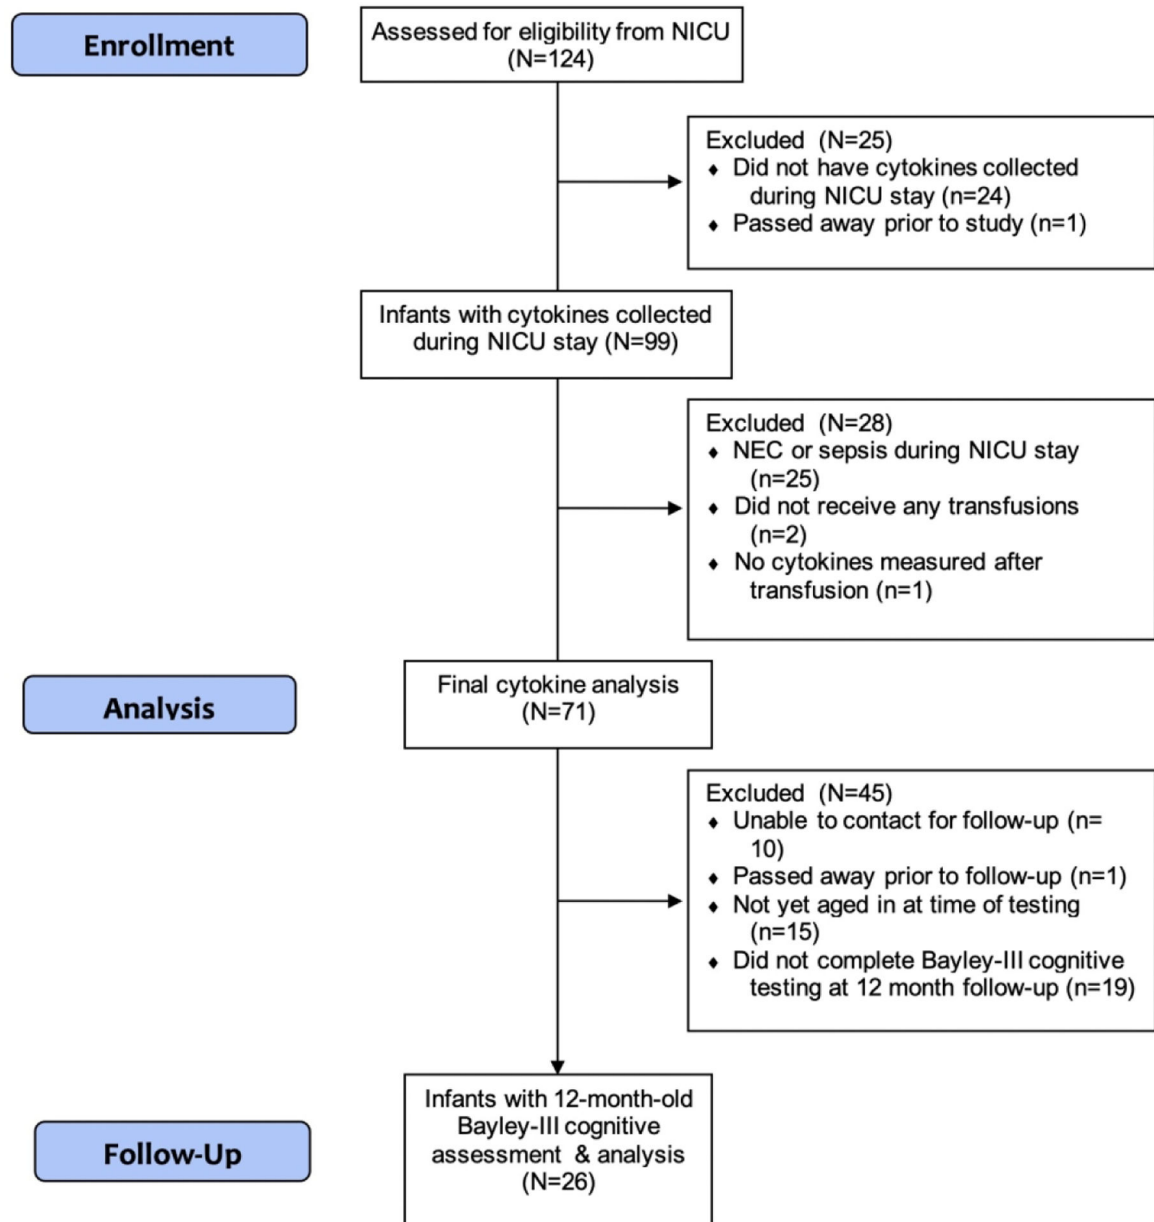 Enrollment
Assessed for eligibility from NICU
(N=124)
Excluded (N=25)
♦ Did not have cytokines collected
during NICU stay (n=24)
♦ Passed away prior to study (n=1)
Infants with cytokines collected
during NICU stay (N=99)
Excluded (N=28)
♦ NEC or sepsis during NICU stay
(n=25)
♦ Did not receive any transfusions
(n=2)
♦ No cytokines measured after
transfusion (n=1)
Analysis
Final cytokine analysis
(N=71)
Excluded (N=45)
♦ Unable to contact for follow-up (n=
10)
♦ Passed away prior to follow-up (n=1)
♦ Not yet aged in at time of testing
(n=15)
♦ Did not complete Bayley-III cognitive
testing at 12 month follow-up (n=19)
Follow-Up
Infants with 12-month-old
Bayley-III cognitive
assessment & analysis
(N=26)